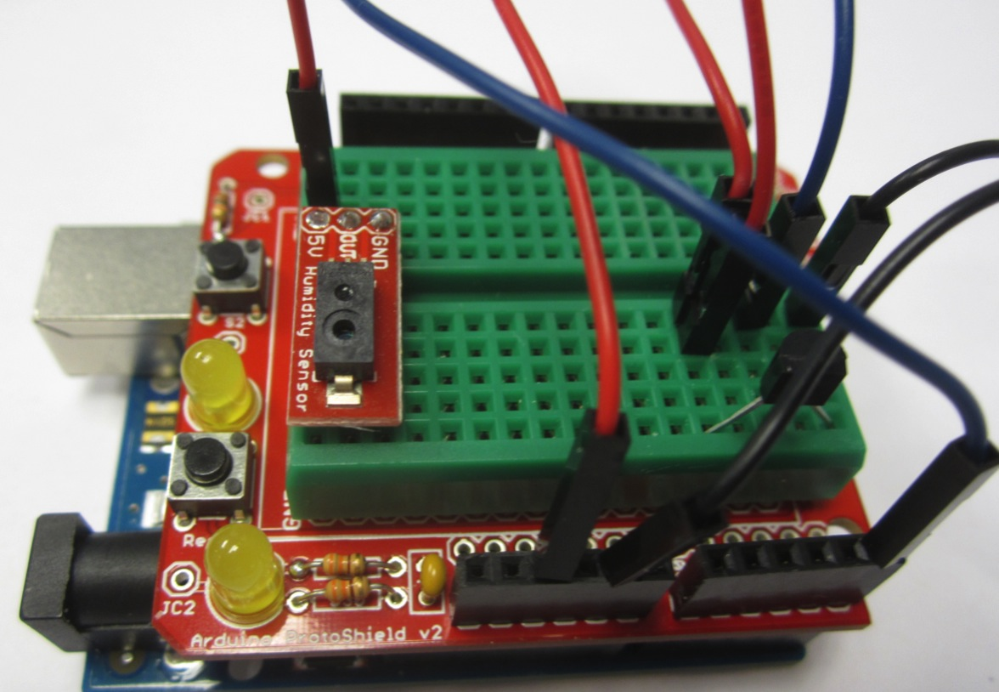 5V OUT GND
Humidity Sensor
S2
JC2
Arduino ProtoShield v2